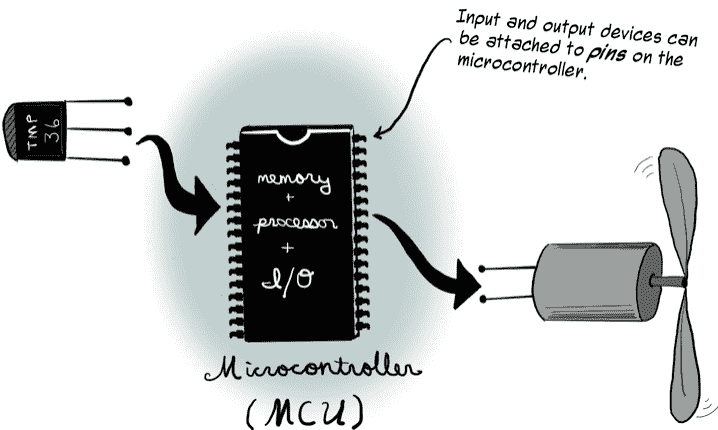 Input and output devices can
be attached to pins on the
microcontroller.
TMP
36
memory
+
processor
+
I/O
Microcontroller
(MCU)